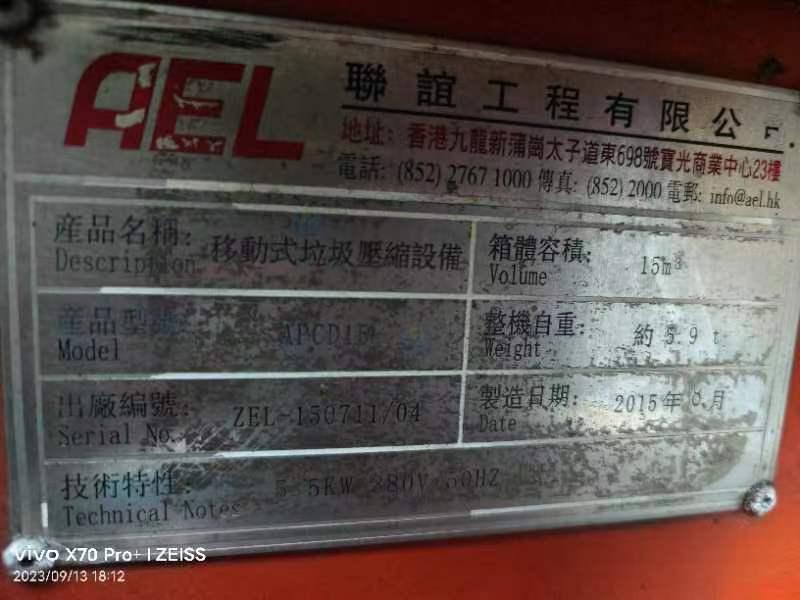 AEL
聯誼工程有限公
地址: 香港九龍新蒲崗太子道東698號寶光商業中心23樓
電話: (852) 2767 1000 傳真: (852) 2000 電郵: info@ael.hk
產品名稱: 移動式垃圾壓縮設備
Description
箱體容積: 15m³
Volume
產品型號:
Model
整機自重: 約 5.9 t
Weight
出廠編號: ZEL-150711/04
Serial No.
製造日期: 2015年 8月
Date
技術特性: 5.5KW 380V 50HZ
Technical Notes
vivo X70 Pro+ | ZEISS
2023/09/13 18:12